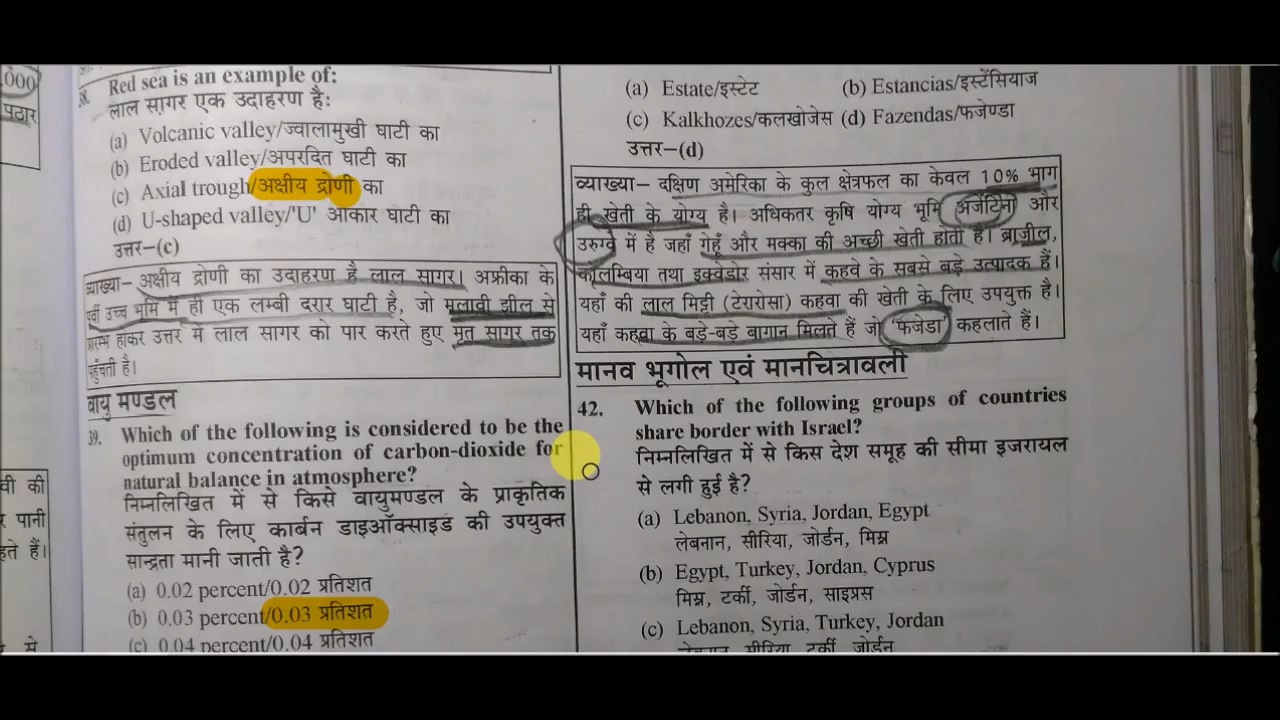 000
पठार
38. Red sea is an example of:
लाल सागर एक उदाहरण है:
(a) Volcanic valley/ज्वालामुखी घाटी का
(b) Eroded valley/अपरदित घाटी का
(c) Axial trough/अक्षीय द्रोणी का
(d) U-shaped valley/'U' आकार घाटी का
उत्तर–(c)
व्याख्या– अक्षीय द्रोणी का उदाहरण है लाल सागर। अफ्रीका के
पूर्वी उच्च भूमि में ही एक लम्बी दरार घाटी है, जो मलावी झील से
प्रारम्भ होकर उत्तर में लाल सागर को पार करते हुए मृत सागर तक
पहुँचती है।
वायु मण्डल
39. Which of the following is considered to be the
optimum concentration of carbon-dioxide for
natural balance in atmosphere?
निम्नलिखित में से किसे वायुमण्डल के प्राकृतिक
संतुलन के लिए कार्बन डाइऑक्साइड की उपयुक्त
सान्द्रता मानी जाती है?
(a) 0.02 percent/0.02 प्रतिशत
(b) 0.03 percent/0.03 प्रतिशत
(c) 0.04 percent/0.04 प्रतिशत
वी की
र पानी
हते हैं।
मे
(a) Estate/इस्टेट (b) Estancias/इस्टेंसियाज
(c) Kalkhozes/कलखोजेस (d) Fazendas/फजेण्डा
उत्तर–(d)
व्याख्या– दक्षिण अमेरिका के कुल क्षेत्रफल का केवल 10% भाग
ही खेती के योग्य है। अधिकतर कृषि योग्य भूमि अर्जेंटिना और
उरुग्वे में है जहाँ गेहूँ और मक्का की अच्छी खेती होती है। ब्राजील,
कोलम्बिया तथा इक्वेडोर संसार में कहवे के सबसे बड़े उत्पादक हैं।
यहाँ की लाल मिट्टी (टेरारोसा) कहवा की खेती के लिए उपयुक्त है।
यहाँ कहवा के बड़े-बड़े बागान मिलते हैं जो फजेंडा कहलाते हैं।
मानव भूगोल एवं मानचित्रावली
42. Which of the following groups of countries
share border with Israel?
निम्नलिखित में से किस देश समूह की सीमा इजरायल
से लगी हुई है?
(a) Lebanon, Syria, Jordan, Egypt
लेबनान, सीरिया, जोर्डन, मिस्र
(b) Egypt, Turkey, Jordan, Cyprus
मिस्र, टर्की, जोर्डन, साइप्रस
(c) Lebanon, Syria, Turkey, Jordan
लेबनान सीरिया टर्की जोर्डन